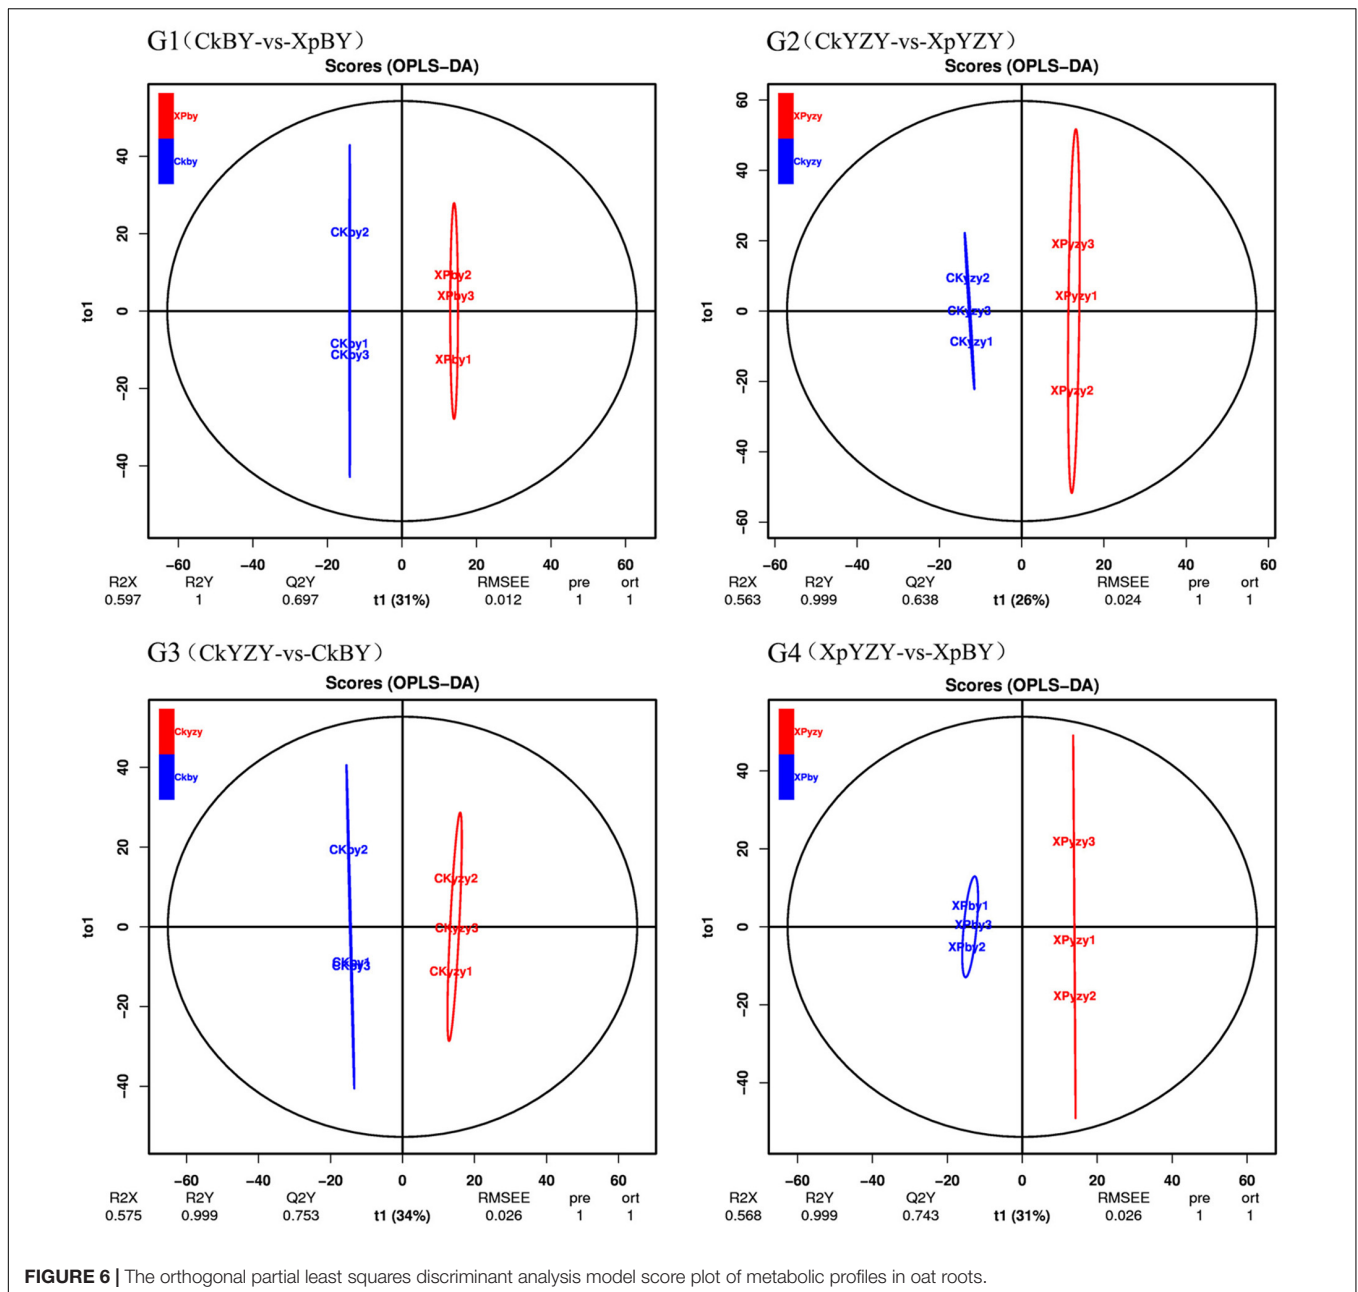 G1（CkBY-vs-XpBY）
Scores (OPLS−DA)
XPby
Ckby
to1
40
20
0
−20
−40
CKby2
CKby1
CKby3
XPby2
XPby3
XPby1
−60 −40 −20 0 20 40 60
R2X R2Y Q2Y RMSEE pre ort
0.597 1 0.697 t1 (31%) 0.012 1 1
G2（CkYZY-vs-XpYZY）
Scores (OPLS−DA)
XPyzy
Ckyzy
to1
60
40
20
0
−20
−40
−60
CKyzy2
CKyzy3
CKyzy1
XPyzy3
XPyzy1
XPyzy2
−60 −40 −20 0 20 40 60
R2X R2Y Q2Y RMSEE pre ort
0.563 0.999 0.638 t1 (26%) 0.024 1 1
G3（CkYZY-vs-CkBY）
Scores (OPLS−DA)
Ckyzy
Ckby
to1
40
20
0
−20
−40
CKby2
CKby1
CKby3
CKyzy2
CKyzy3
CKyzy1
−60 −40 −20 0 20 40 60
R2X R2Y Q2Y RMSEE pre ort
0.575 0.999 0.753 t1 (34%) 0.026 1 1
G4（XpYZY-vs-XpBY）
Scores (OPLS−DA)
XPyzy
XPby
to1
40
20
0
−20
−40
XPby1
XPby3
XPby2
XPyzy3
XPyzy1
XPyzy2
−60 −40 −20 0 20 40 60
R2X R2Y Q2Y RMSEE pre ort
0.568 0.999 0.743 t1 (31%) 0.026 1 1
FIGURE 6 | The orthogonal partial least squares discriminant analysis model score plot of metabolic profiles in oat roots.